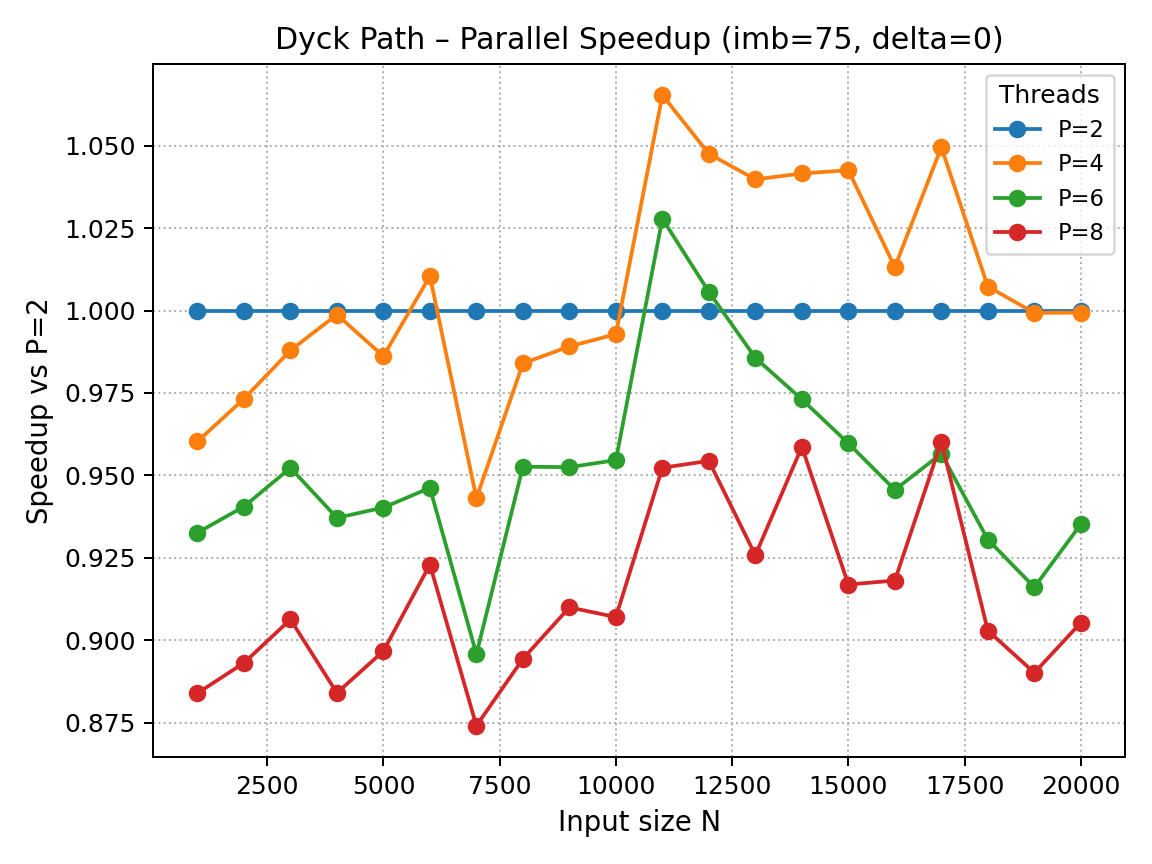 Dyck Path – Parallel Speedup (imb=75, delta=0)
Threads
P=2
P=4
P=6
P=8
Speedup vs P=2
1.050
1.025
1.000
0.975
0.950
0.925
0.900
0.875
2500 5000 7500 10000 12500 15000 17500 20000
Input size N